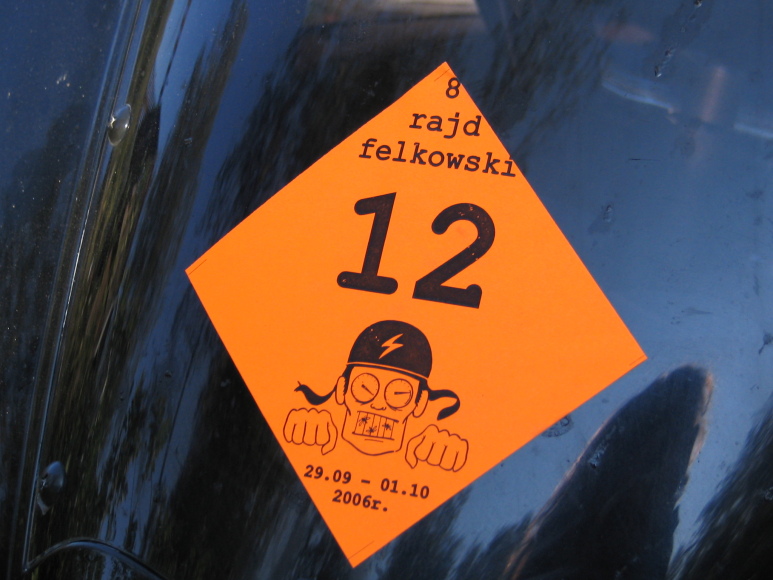 8
rajd
felkowski
12
29.09 - 01.10
2006r.